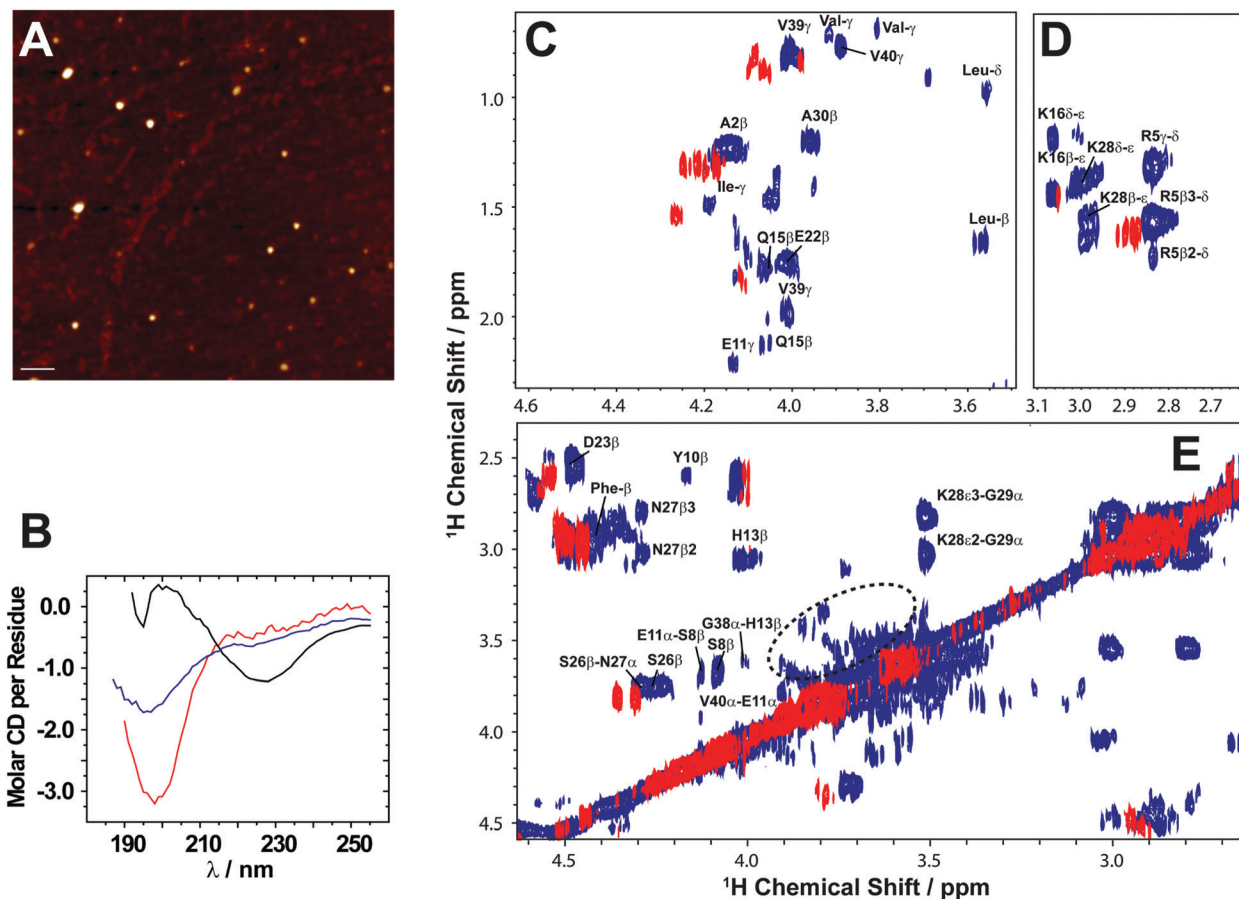 A
B
0.0
-1.0
-2.0
-3.0
Molar CD per Residue
190 210 230 250
λ / nm
C
V39γ
Val-γ
Val-γ
V40γ
Leu-δ
A2β
A30β
Ile-γ
Q15β
E22β
Leu-β
V39γ
E11γ
Q15β
1.0
1.5
2.0
4.6 4.4 4.2 4.0 3.8 3.6
D
K16δ-ε
K28δ-ε
R5γ-δ
K16β-ε
K28β-ε
R5β3-δ
R5β2-δ
3.1 3.0 2.9 2.8 2.7
¹H Chemical Shift / ppm
E
D23β
Y10β
Phe-β
N27β3
K28ε3-G29α
N27β2
H13β
K28ε2-G29α
G38α-H13β
E11α-S8β
S8β
S26β-N27α
S26β
V40α-E11α
2.5
3.0
3.5
4.0
4.5
4.5 4.0 3.5 3.0
¹H Chemical Shift / ppm